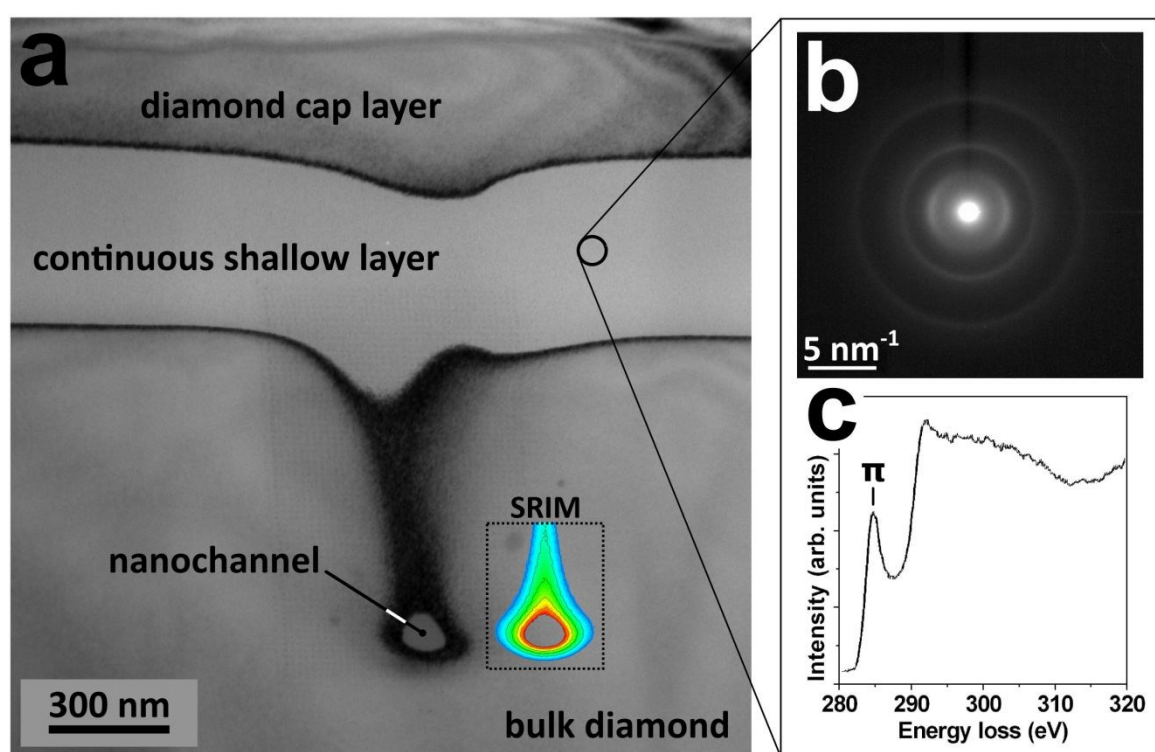 a
diamond cap layer
continuous shallow layer
SRIM
nanochannel
300 nm
bulk diamond
b
5 nm⁻¹
c
π
Intensity (arb. units)
280 290 300 310 320
Energy loss (eV)